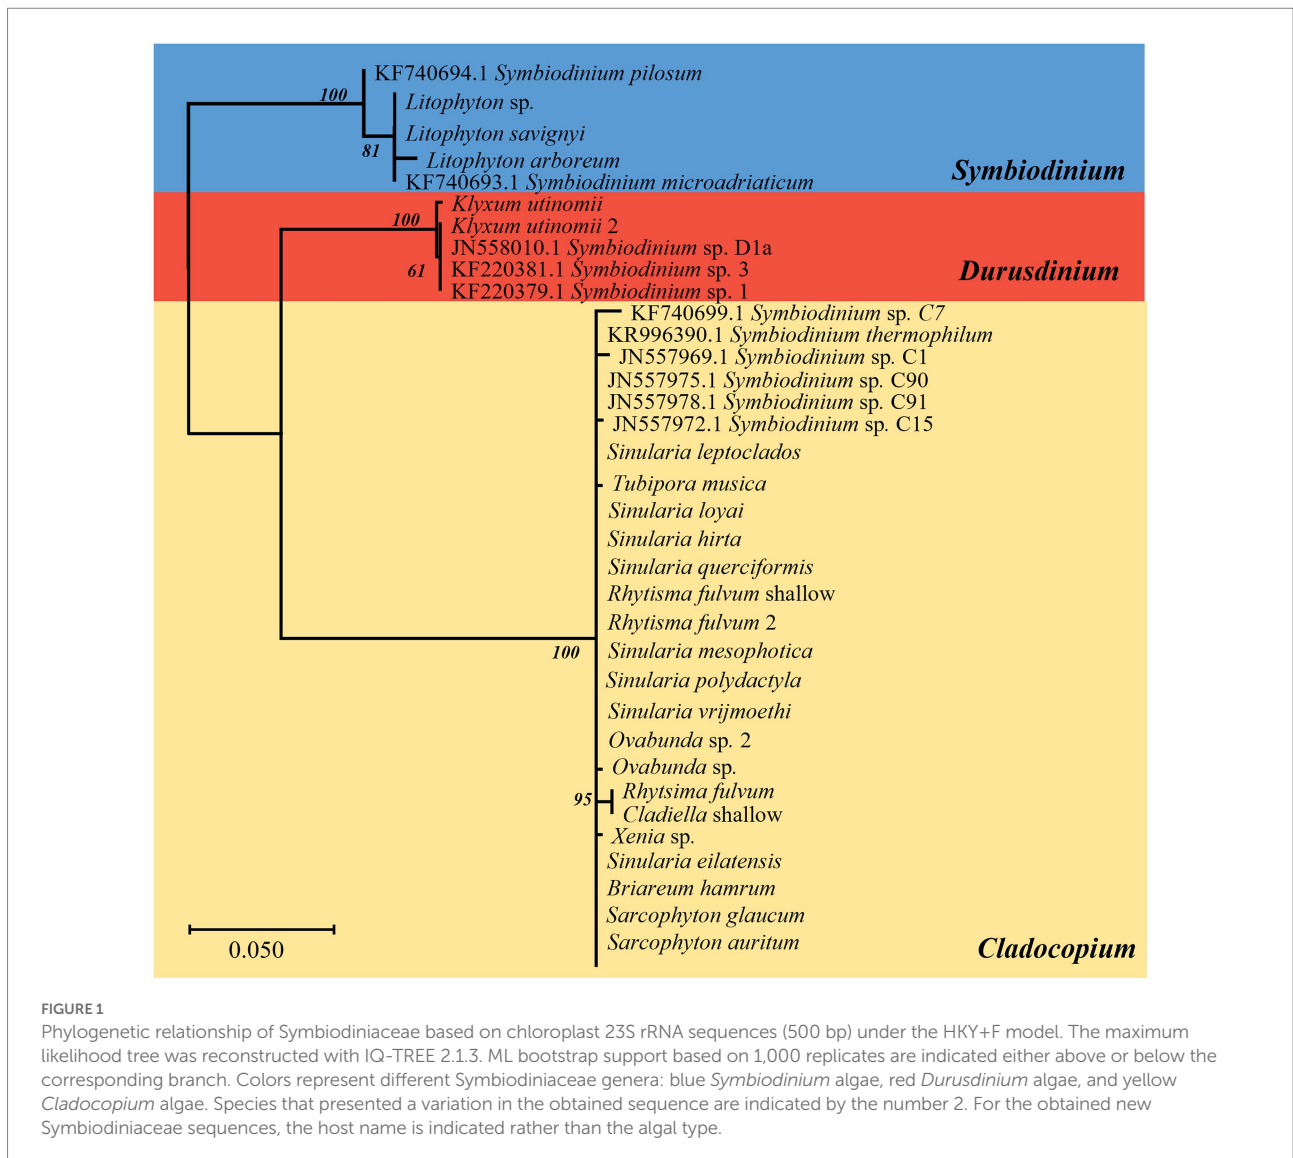 KF740694.1 Symbiodinium pilosum
100
Litophyton sp.
Litophyton savignyi
81
Litophyton arboreum
Symbiodinium
KF740693.1 Symbiodinium microadriaticum
Klyxum utinomii
100
Klyxum utinomii 2
JN558010.1 Symbiodinium sp. D1a
61
KF220381.1 Symbiodinium sp. 3
Durusdinium
KF220379.1 Symbiodinium sp. 1
KF740699.1 Symbiodinium sp. C7
KR996390.1 Symbiodinium thermophilum
JN557969.1 Symbiodinium sp. C1
JN557975.1 Symbiodinium sp. C90
JN557978.1 Symbiodinium sp. C91
JN557972.1 Symbiodinium sp. C15
Sinularia leptoclados
Tubipora musica
Sinularia loyai
Sinularia hirta
Sinularia querciformis
Rhytisma fulvum shallow
Rhytisma fulvum 2
100
Sinularia mesophotica
Sinularia polydactyla
Sinularia vrijmoethi
Ovabunda sp. 2
Ovabunda sp.
95
Rhytsima fulvum
Cladiella shallow
Xenia sp.
Sinularia eilatensis
Briareum hamrum
Sarcophyton glaucum
Sarcophyton auritum
0.050
Cladocopium
FIGURE 1
Phylogenetic relationship of Symbiodiniaceae based on chloroplast 23S rRNA sequences (500 bp) under the HKY+F model. The maximum
likelihood tree was reconstructed with IQ-TREE 2.1.3. ML bootstrap support based on 1,000 replicates are indicated either above or below the
corresponding branch. Colors represent different Symbiodiniaceae genera: blue Symbiodinium algae, red Durusdinium algae, and yellow
Cladocopium algae. Species that presented a variation in the obtained sequence are indicated by the number 2. For the obtained new
Symbiodiniaceae sequences, the host name is indicated rather than the algal type.